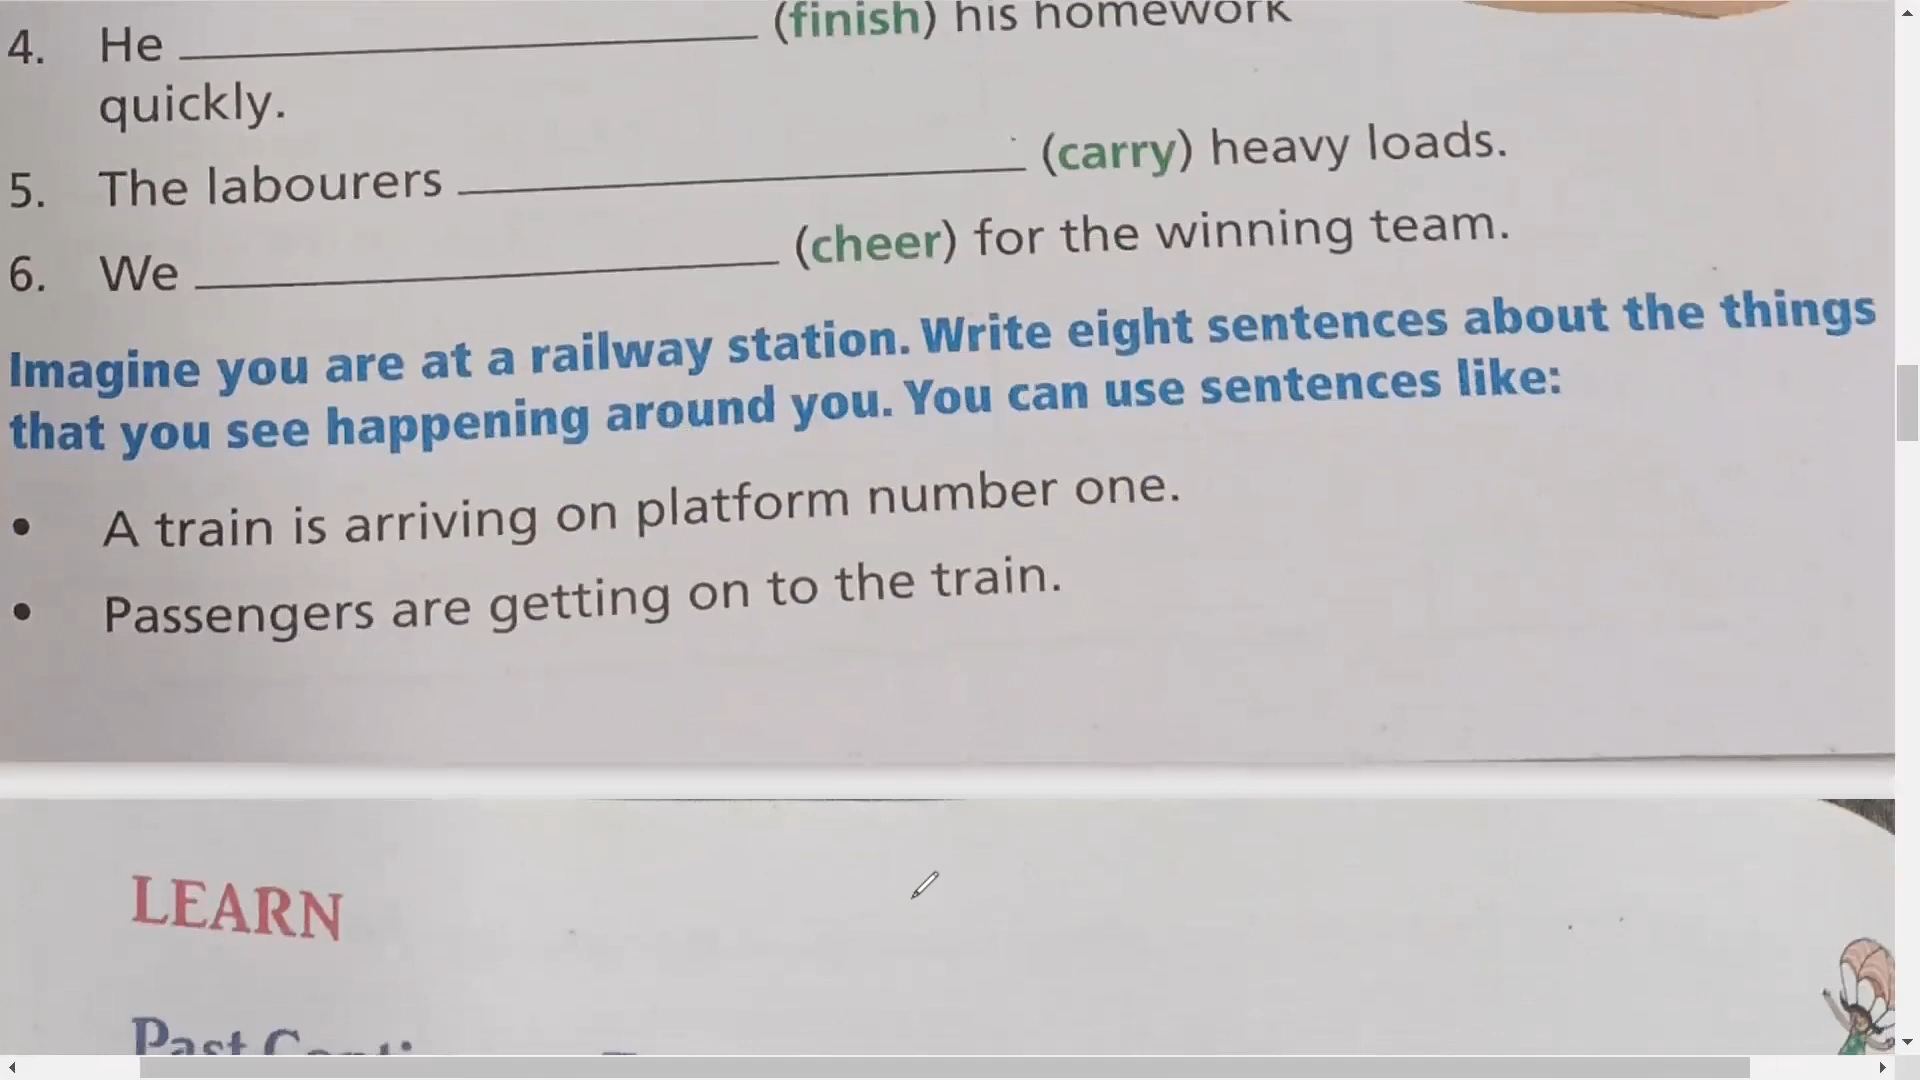 4. He ____________ (finish) his homework
quickly.
5. The labourers ____________ (carry) heavy loads.
6. We ____________ (cheer) for the winning team.
Imagine you are at a railway station. Write eight sentences about the things
that you see happening around you. You can use sentences like:
• A train is arriving on platform number one.
• Passengers are getting on to the train.
LEARN
Past